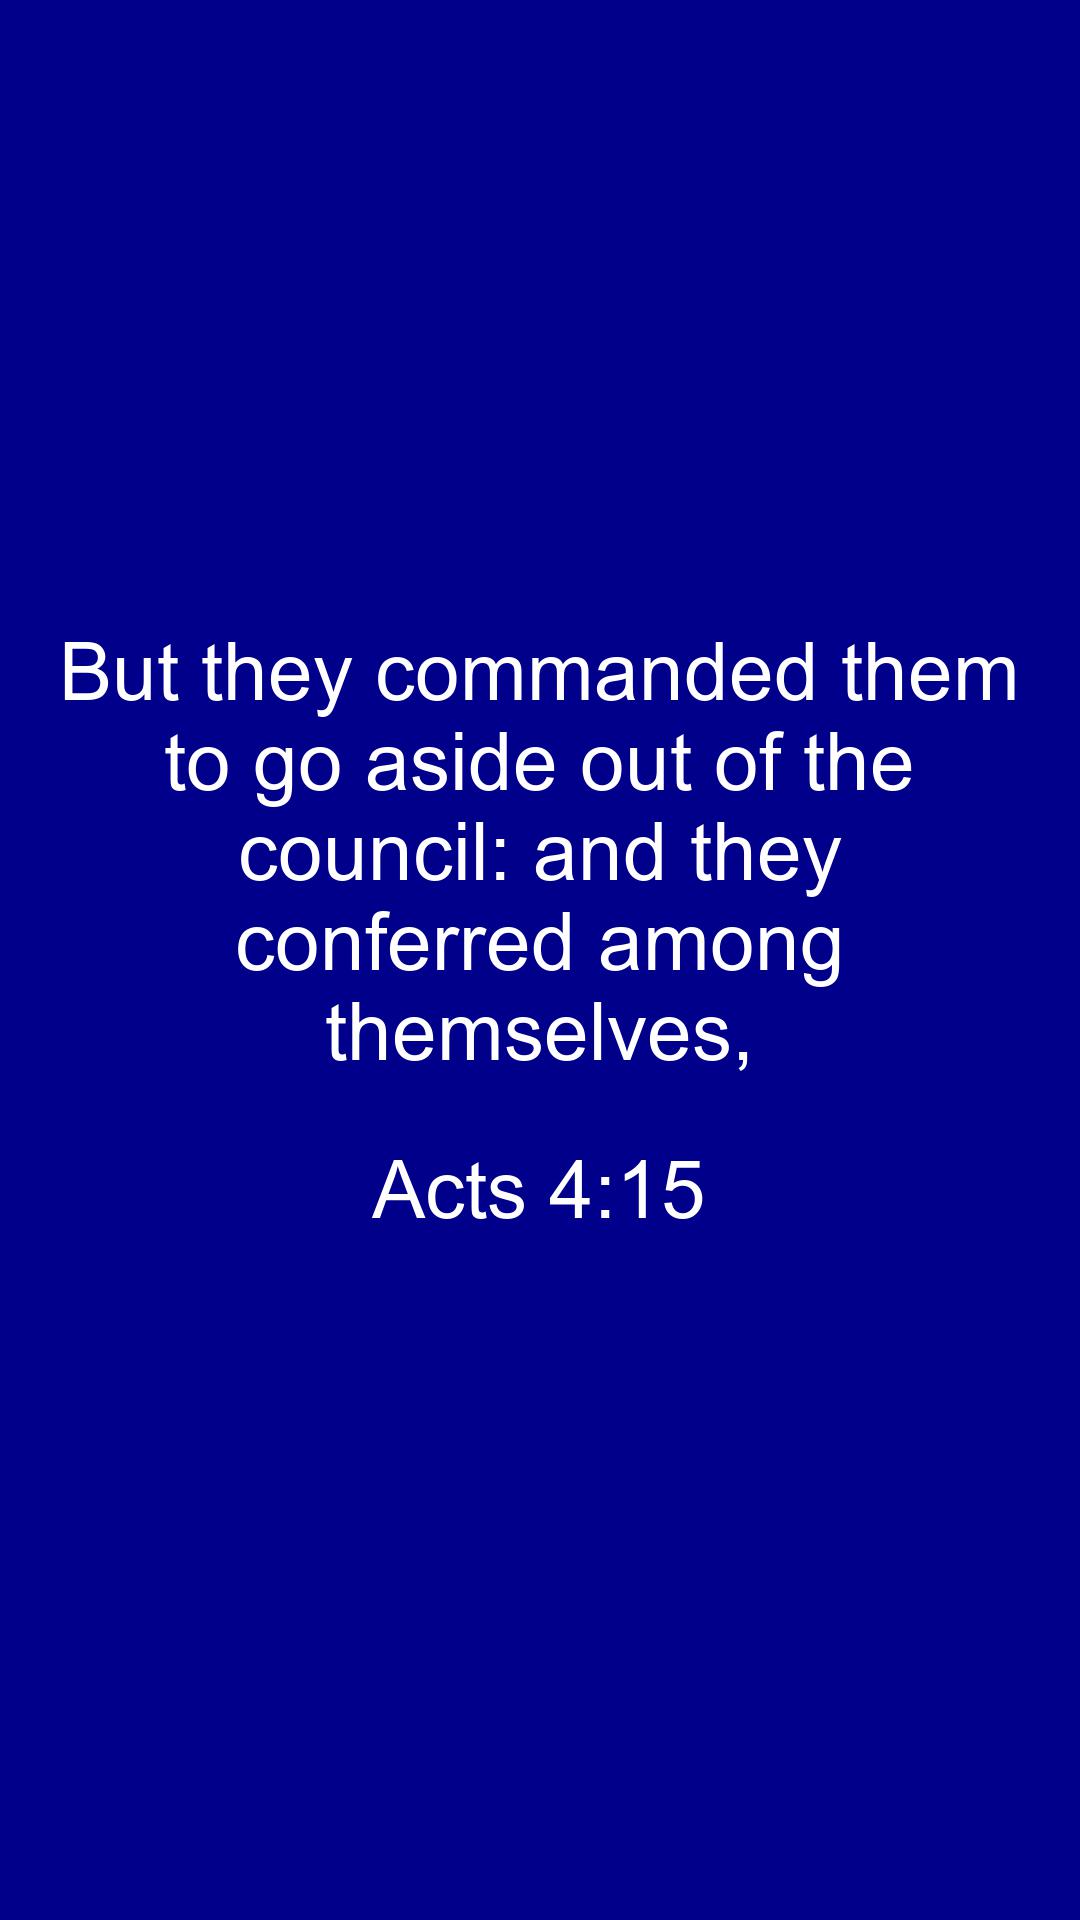 But they commanded them
to go aside out of the
council: and they
conferred among
themselves,
Acts 4:15